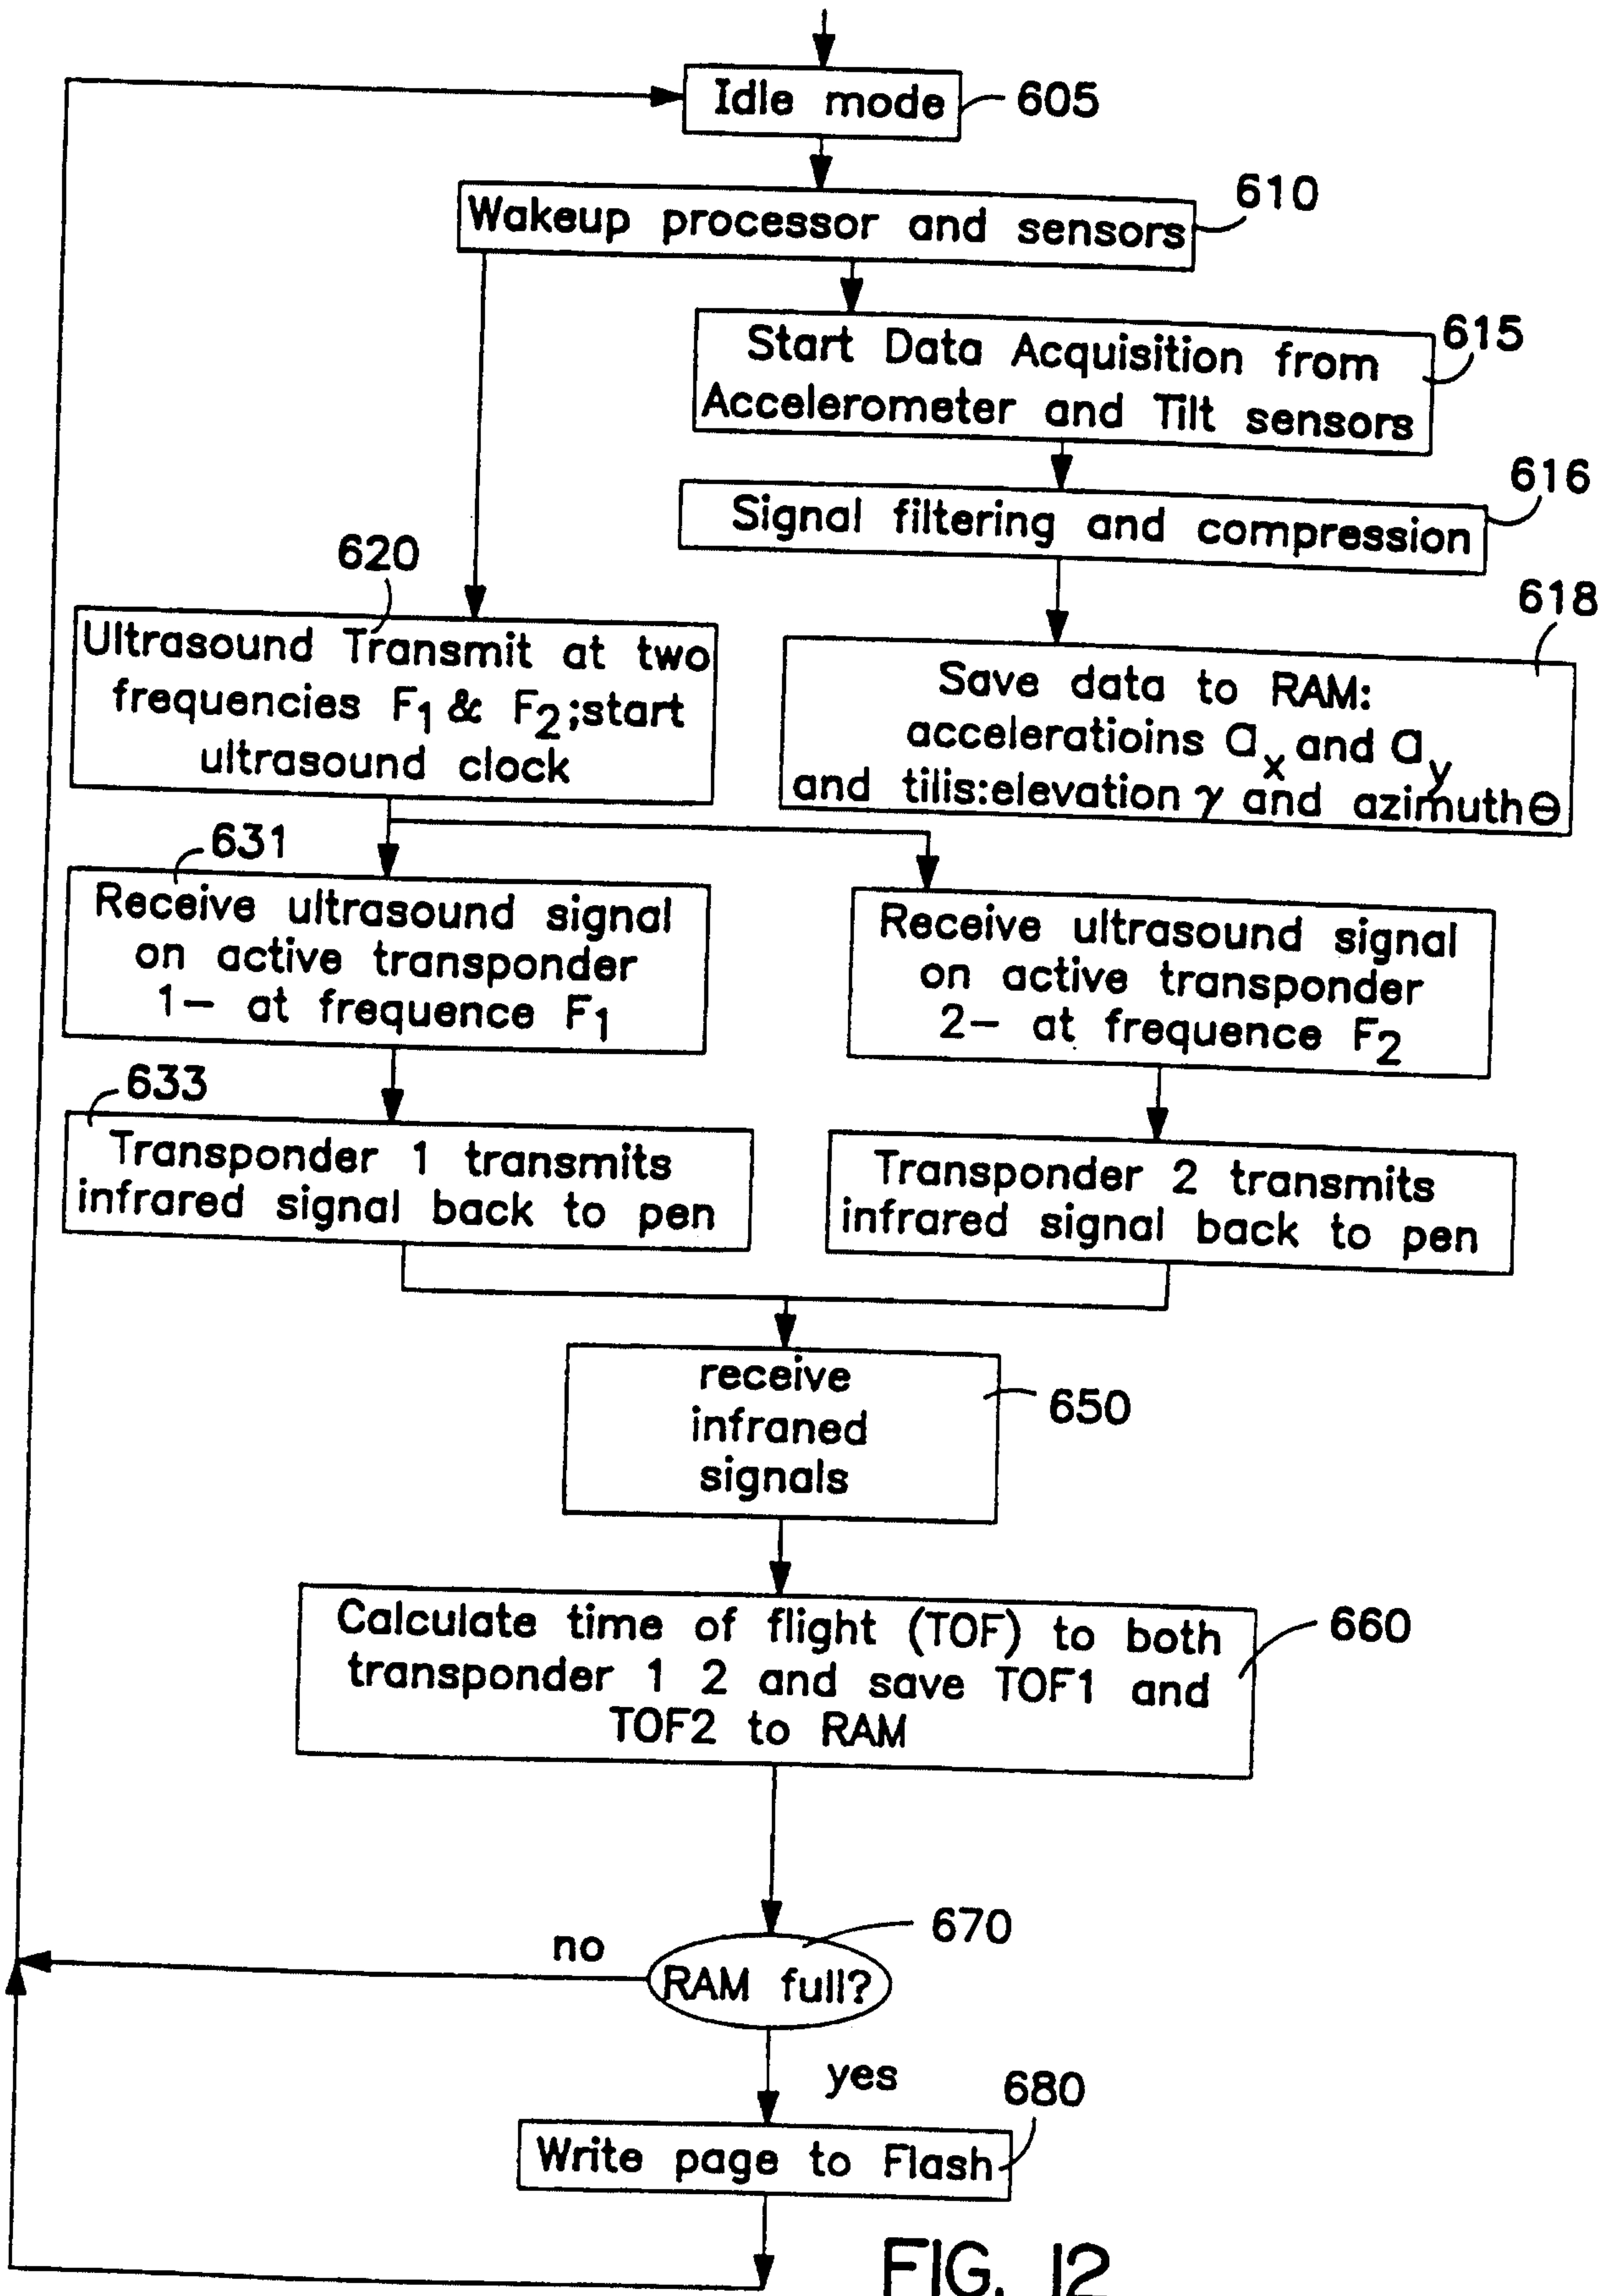 Idle mode
605
Wakeup processor and sensors
610
Start Data Acquisition from
Accelerometer and Tilt sensors
615
Signal filtering and compression
616
620
Ultrasound Transmit at two
frequencies F1 & F2;start
ultrasound clock
618
Save data to RAM:
acceleratioins ax and ay
and tilis:elevation γ and azimuthΘ
631
Receive ultrasound signal
on active transponder
1– at frequence F1
Receive ultrasound signal
on active transponder
2– at frequence F2
633
Transponder 1 transmits
infrared signal back to pen
Transponder 2 transmits
infrared signal back to pen
receive
infraned
signals
650
Calculate time of flight (TOF) to both
transponder 1 2 and save TOF1 and
TOF2 to RAM
660
670
no
RAM full?
yes
680
Write page to Flash
FIG. 12